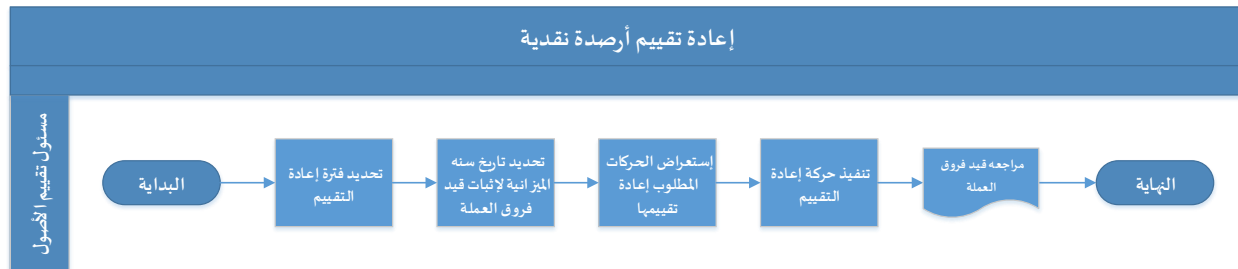 إعادة تقييم أرصدة نقدية
مسئول تقييم الأصول
البداية
تحديد فترة إعادة
التقييم
تحديد تاريخ سنه
الميزانية لإثبات قيد
فروق العملة
إستعراض الحركات
المطلوب إعادة
تقييمها
تنفيذ حركة إعادة
التقييم
مراجعه قيد فروق
العملة
النهاية